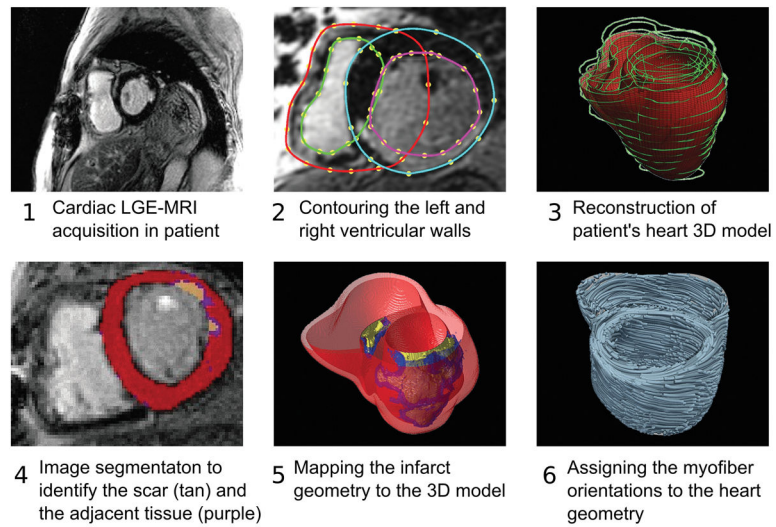 1 Cardiac LGE-MRI
acquisition in patient
2 Contouring the left and
right ventricular walls
3 Reconstruction of
patient's heart 3D model
4 Image segmentaton to
identify the scar (tan) and
the adjacent tissue (purple)
5 Mapping the infarct
geometry to the 3D model
6 Assigning the myofiber
orientations to the heart
geometry